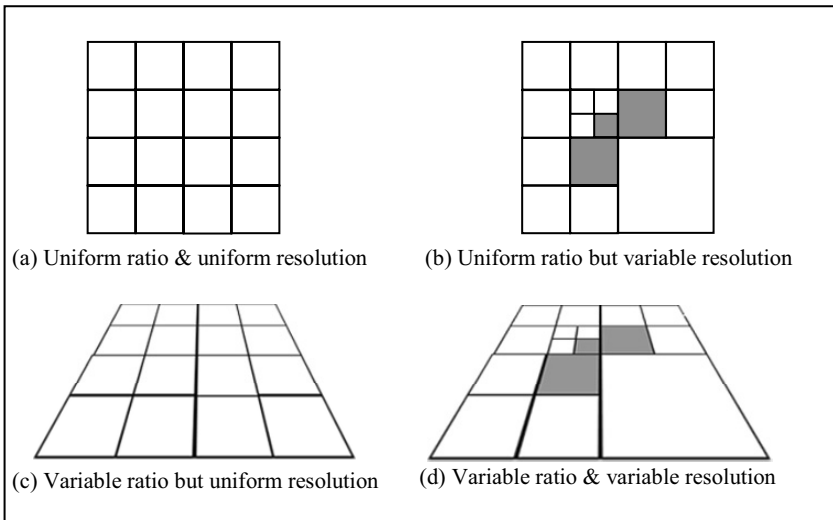 (a) Uniform ratio & uniform resolution
(b) Uniform ratio but variable resolution
(c) Variable ratio but uniform resolution
(d) Variable ratio & variable resolution